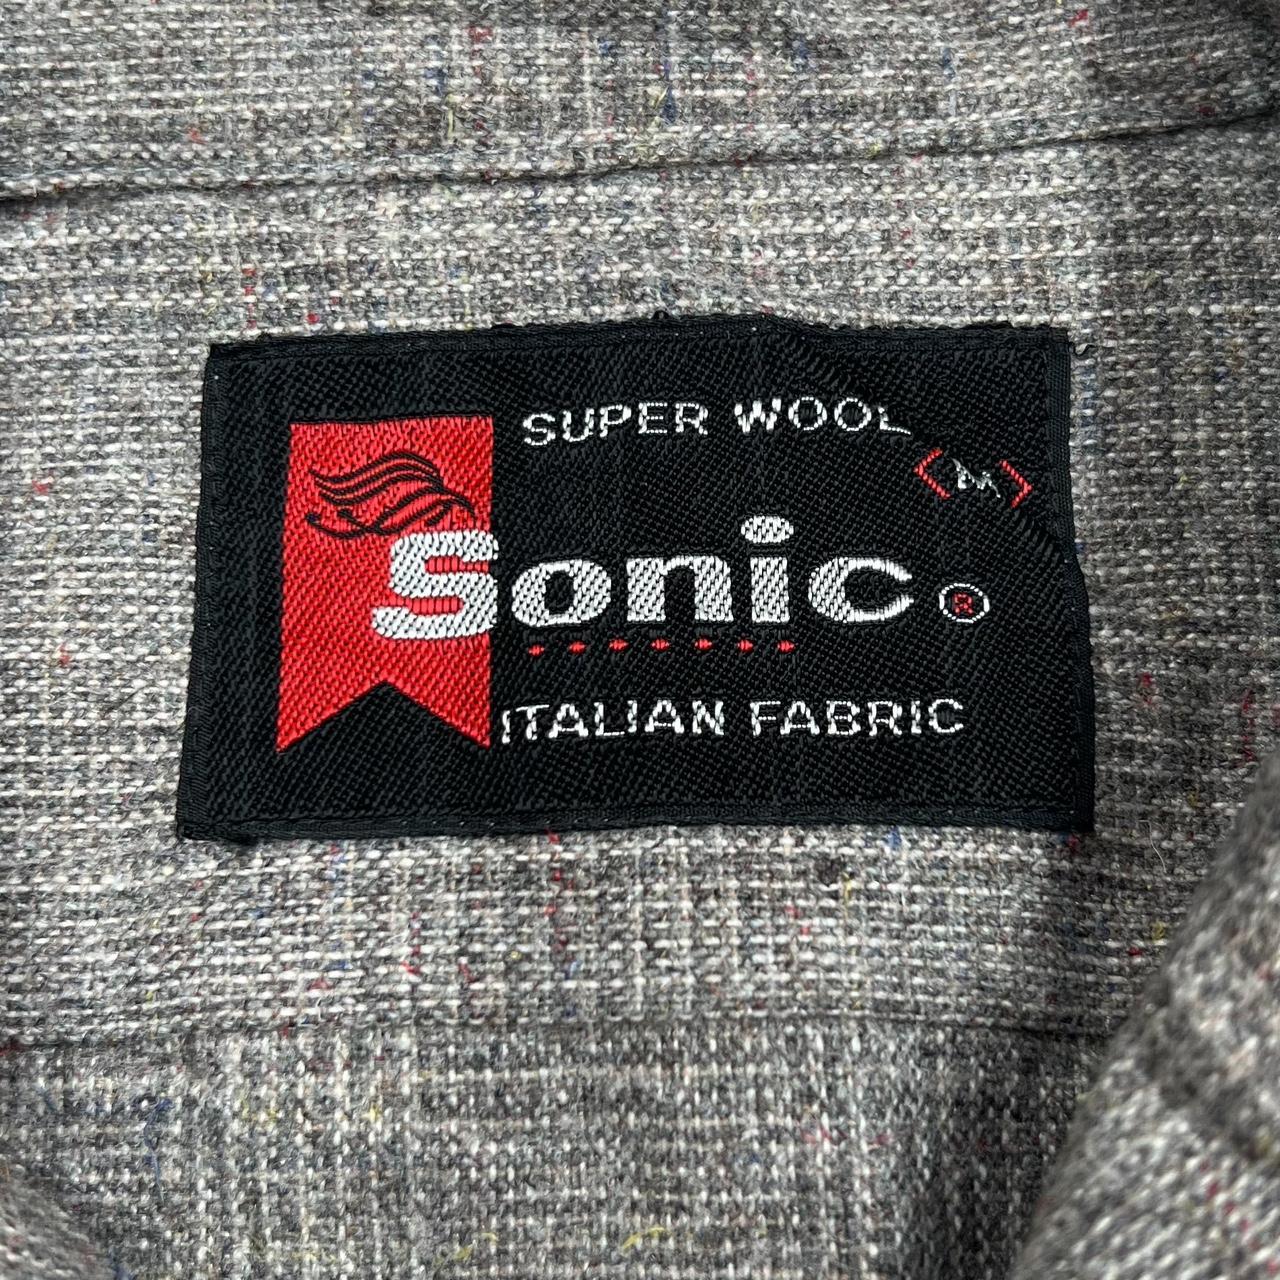 SUPER WOOL
<M>
Sonic ®
ITALIAN FABRIC